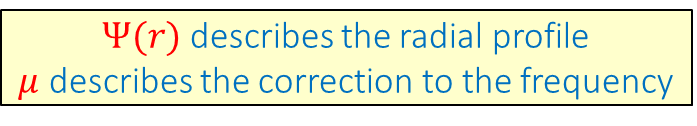 Ψ(r) describes the radial profile
μ describes the correction to the frequency